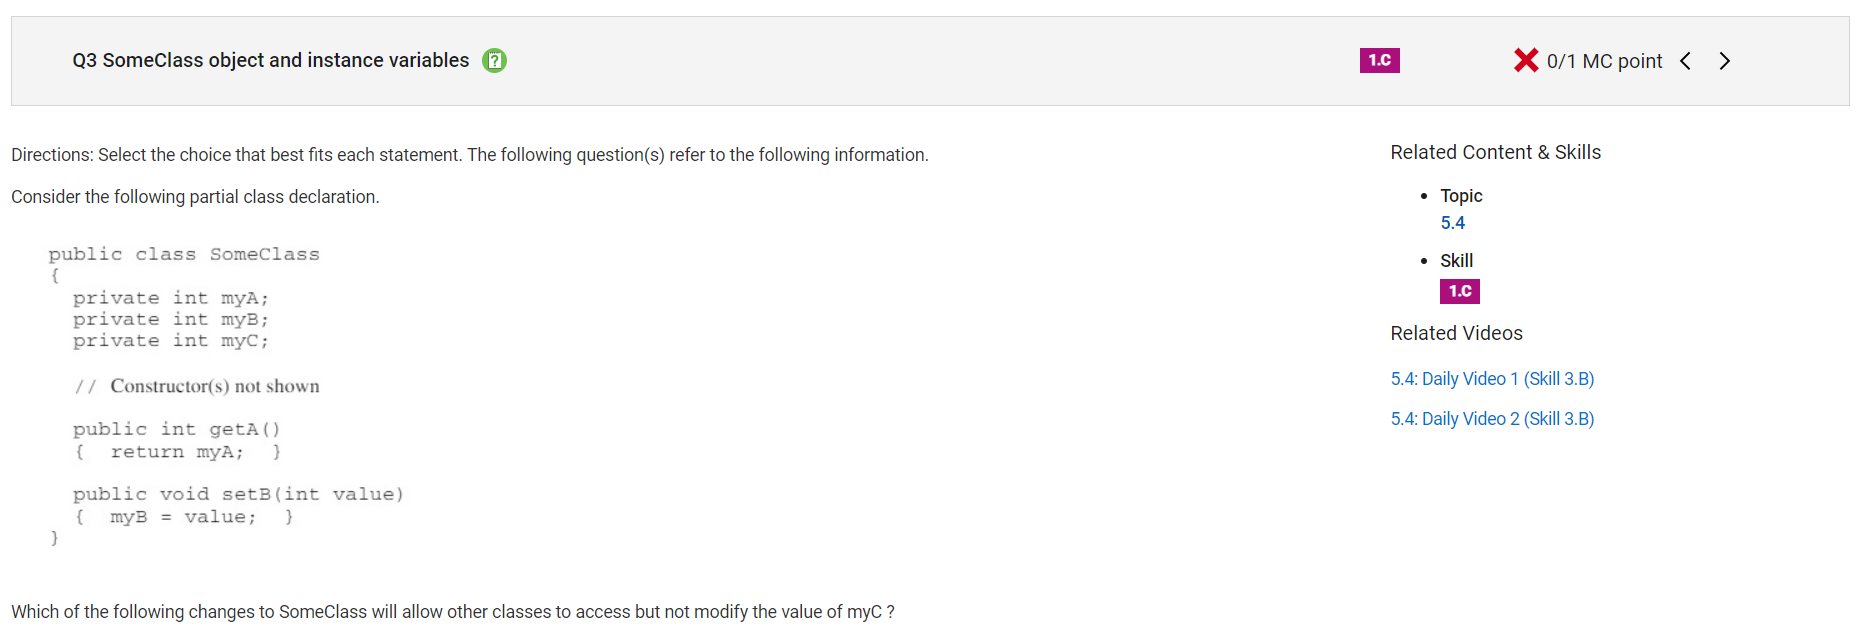 Q3 SomeClass object and instance variables
1.C
0/1 MC point
Directions: Select the choice that best fits each statement. The following question(s) refer to the following information.
Consider the following partial class declaration.
public class SomeClass
{
private int myA;
private int myB;
private int myC;
// Constructor(s) not shown
public int getA()
{ return myA; }
public void setB(int value)
{ myB = value; }
}
Which of the following changes to SomeClass will allow other classes to access but not modify the value of myC ?
Related Content & Skills
Topic
5.4
Skill
1.C
Related Videos
5.4: Daily Video 1 (Skill 3.B)
5.4: Daily Video 2 (Skill 3.B)